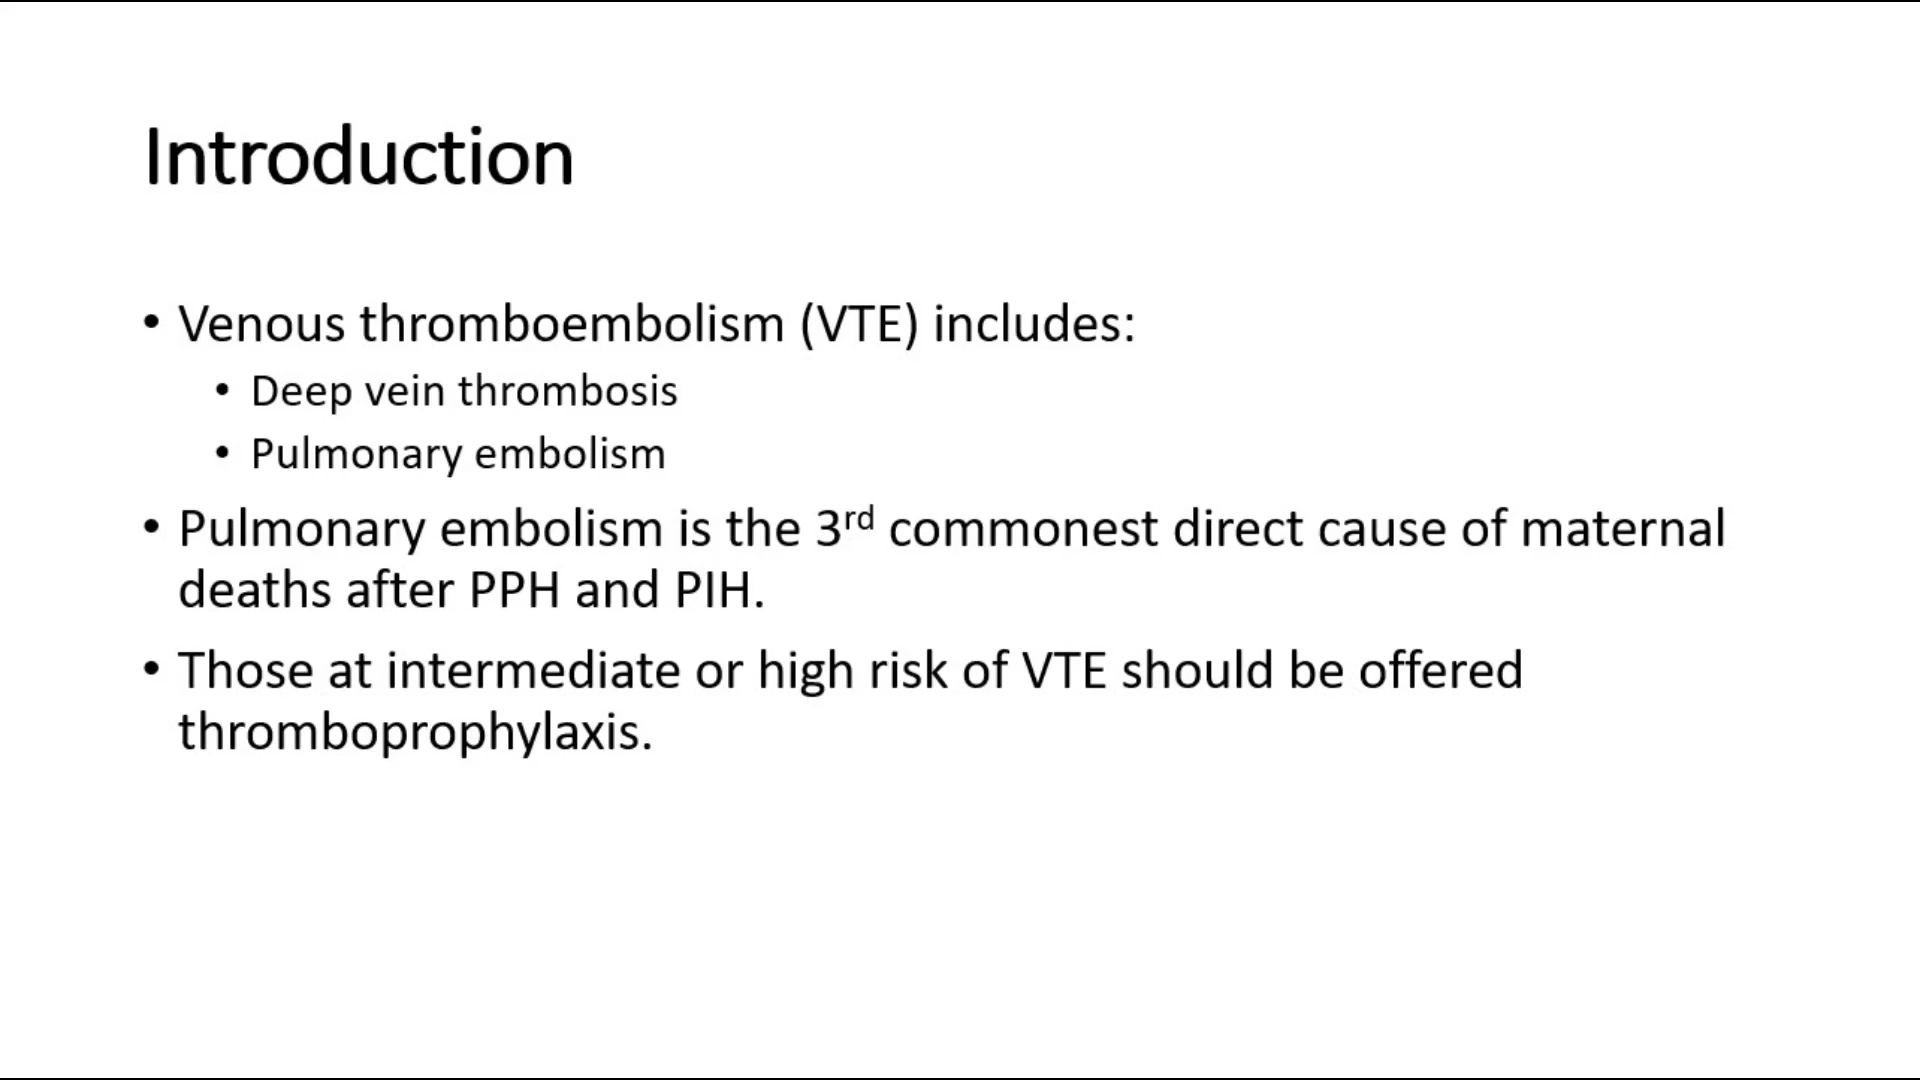 Introduction
• Venous thromboembolism (VTE) includes:
• Deep vein thrombosis
• Pulmonary embolism
• Pulmonary embolism is the 3rd commonest direct cause of maternal
deaths after PPH and PIH.
• Those at intermediate or high risk of VTE should be offered
thromboprophylaxis.